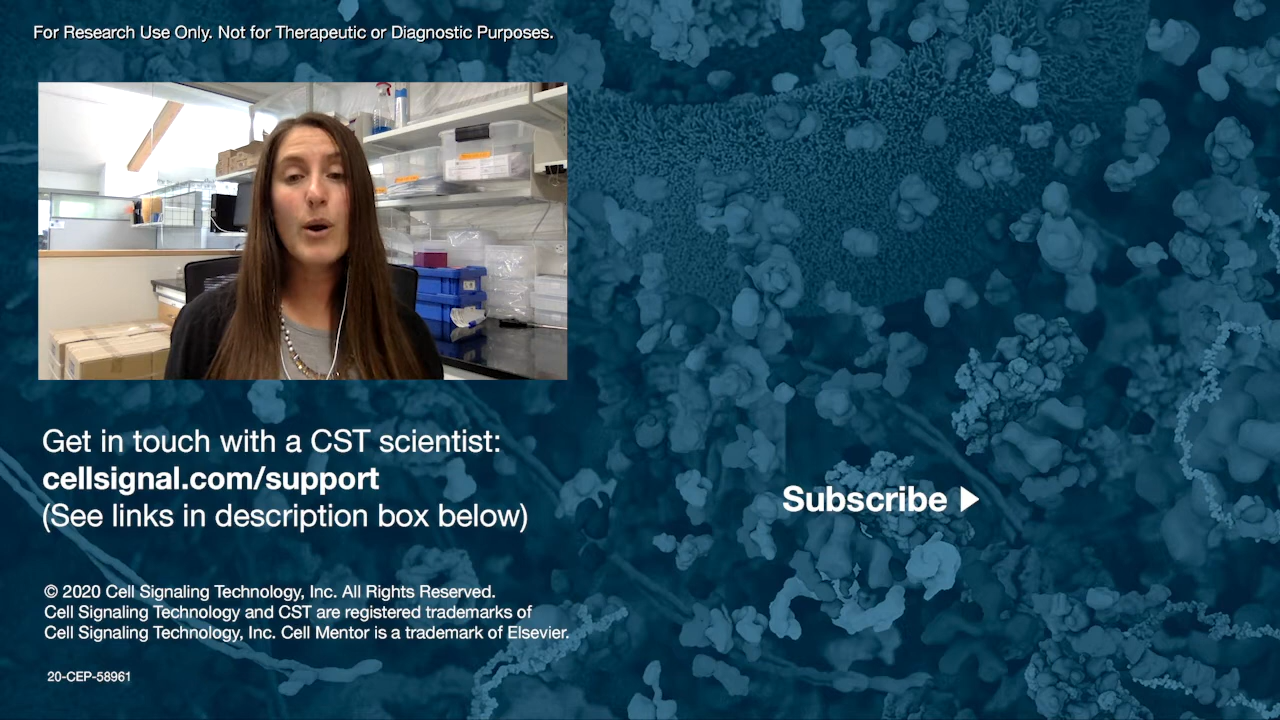 For Research Use Only. Not for Therapeutic or Diagnostic Purposes.
Get in touch with a CST scientist:
cellsignal.com/support
(See links in description box below)
Subscribe
© 2020 Cell Signaling Technology, Inc. All Rights Reserved.
Cell Signaling Technology and CST are registered trademarks of
Cell Signaling Technology, Inc. Cell Mentor is a trademark of Elsevier.
20-CEP-58961